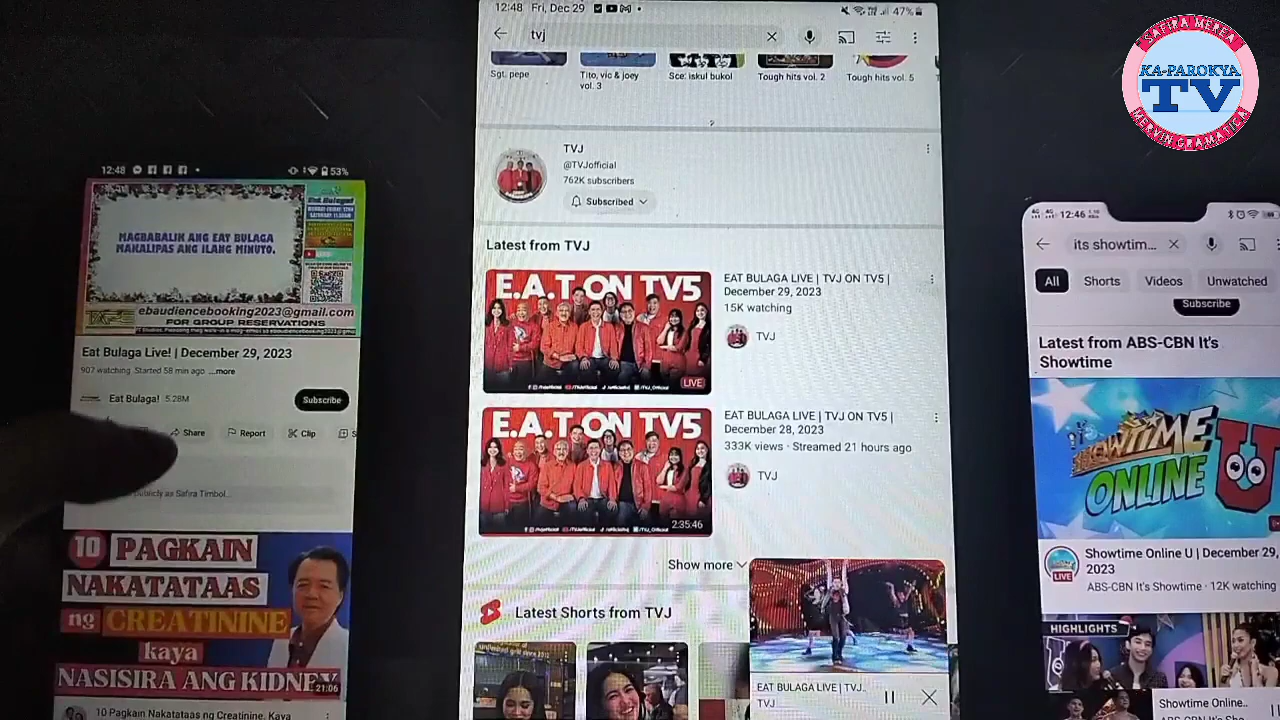 SAFIRA MEREA
KA-PAROKYA
TV
MERVIN GRAMATICA
12:48
53%
MAGBABALIK ANG EAT BULAGA
MAKALIPAS ANG ILANG MINUTO.
Eat Bulaga!
ebaudiencebooking2023@gmail.com
FOR GROUP RESERVATIONS
Eat Bulaga Live! | December 29, 2023
907 watching Started 58 min ago ...more
Eat Bulaga! 5.28M
Subscribe
Share
Report
Clip
publicly as Safira Timbol...
10 PAGKAIN
NAKATATAAS
ng CREATININE
kaya
NASISIRA ANG KIDNEY
21:06
10 Pagkain Nakatataas ng Creatinine, Kaya
12:48 Fri, Dec 29
47%
tvj
Sgt. pepe
Tito, vic & joey
vol. 3
Sce: iskul bukol
Tough hits vol. 2
Tough hits vol. 5
TVJ
@TVJofficial
762K subscribers
Subscribed
Latest from TVJ
E.A.T ON TV5
LIVE
EAT BULAGA LIVE | TVJ ON TV5 |
December 29, 2023
15K watching
TVJ
E.A.T ON TV5
2:35:46
EAT BULAGA LIVE | TVJ ON TV5 |
December 28, 2023
333K views · Streamed 21 hours ago
TVJ
Show more
Latest Shorts from TVJ
EAT BULAGA LIVE | TVJ...
TVJ
12:46
its showtim...
All
Shorts
Videos
Unwatched
Subscribe
Latest from ABS-CBN It's
Showtime
SHOWTIME
ONLINE U
LIVE
Showtime Online U | December 29,
2023
ABS-CBN It's Showtime · 12K watching
HIGHLIGHTS
Showtime Online..